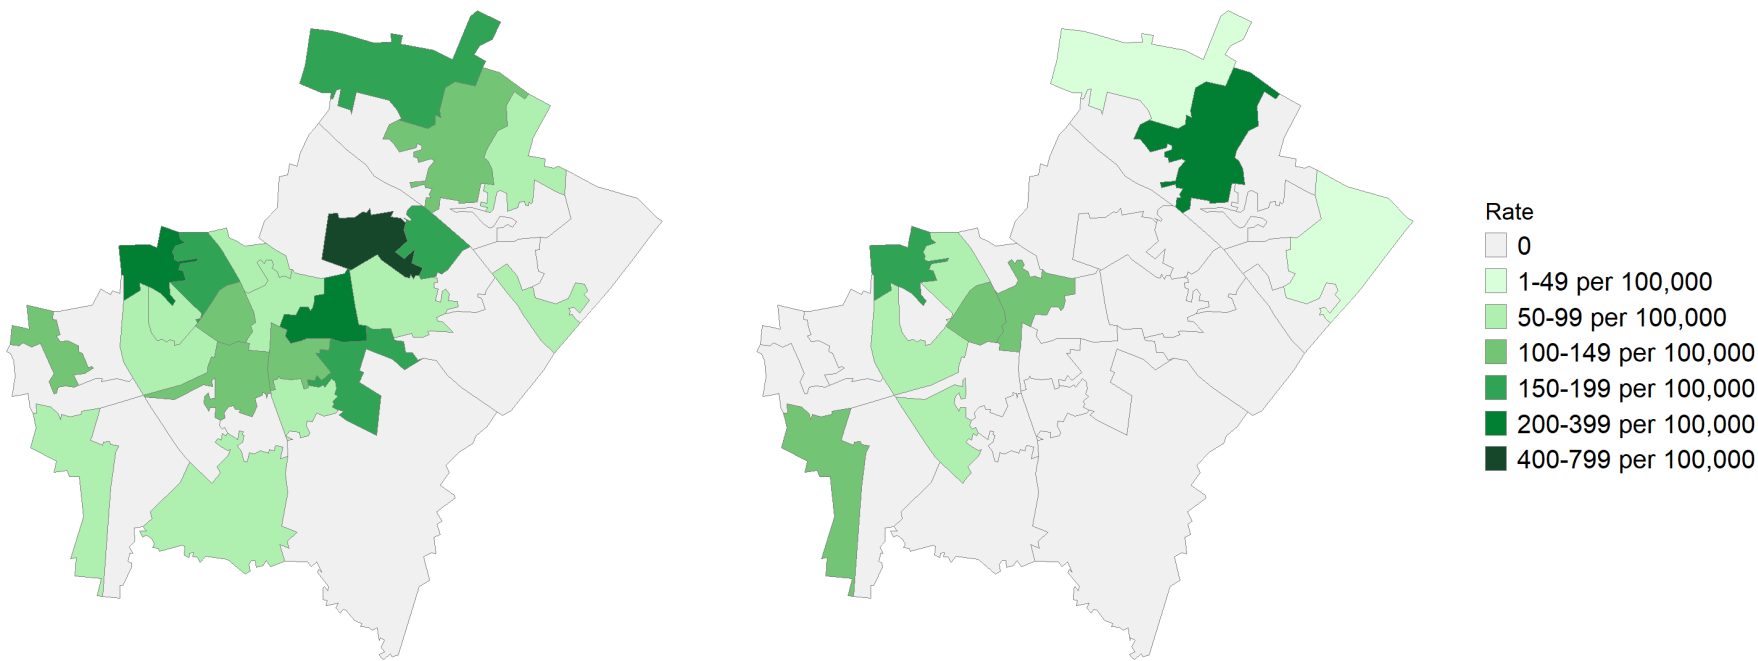 Rate
0
1-49 per 100,000
50-99 per 100,000
100-149 per 100,000
150-199 per 100,000
200-399 per 100,000
400-799 per 100,000